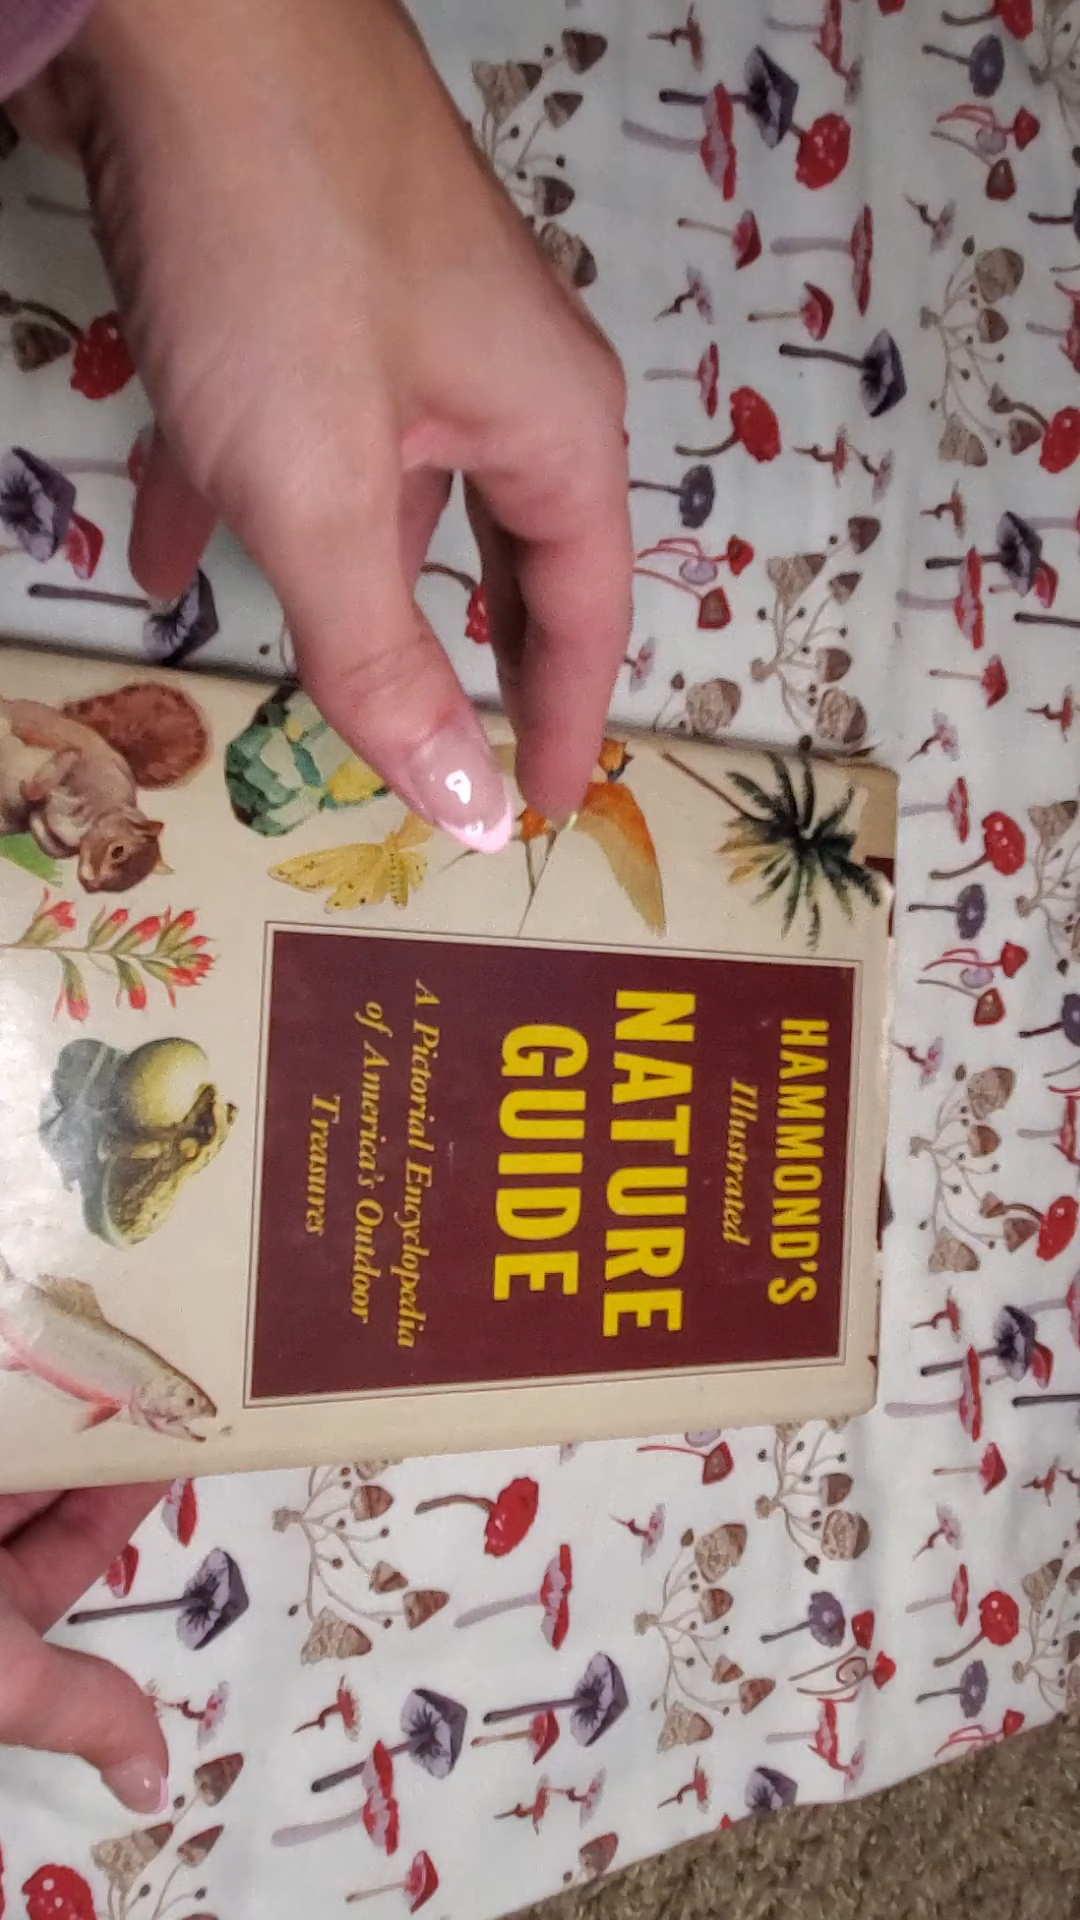 HAMMOND'S
Illustrated
NATURE
GUIDE
A Pictorial Encyclopedia
of America's Outdoor
Treasures